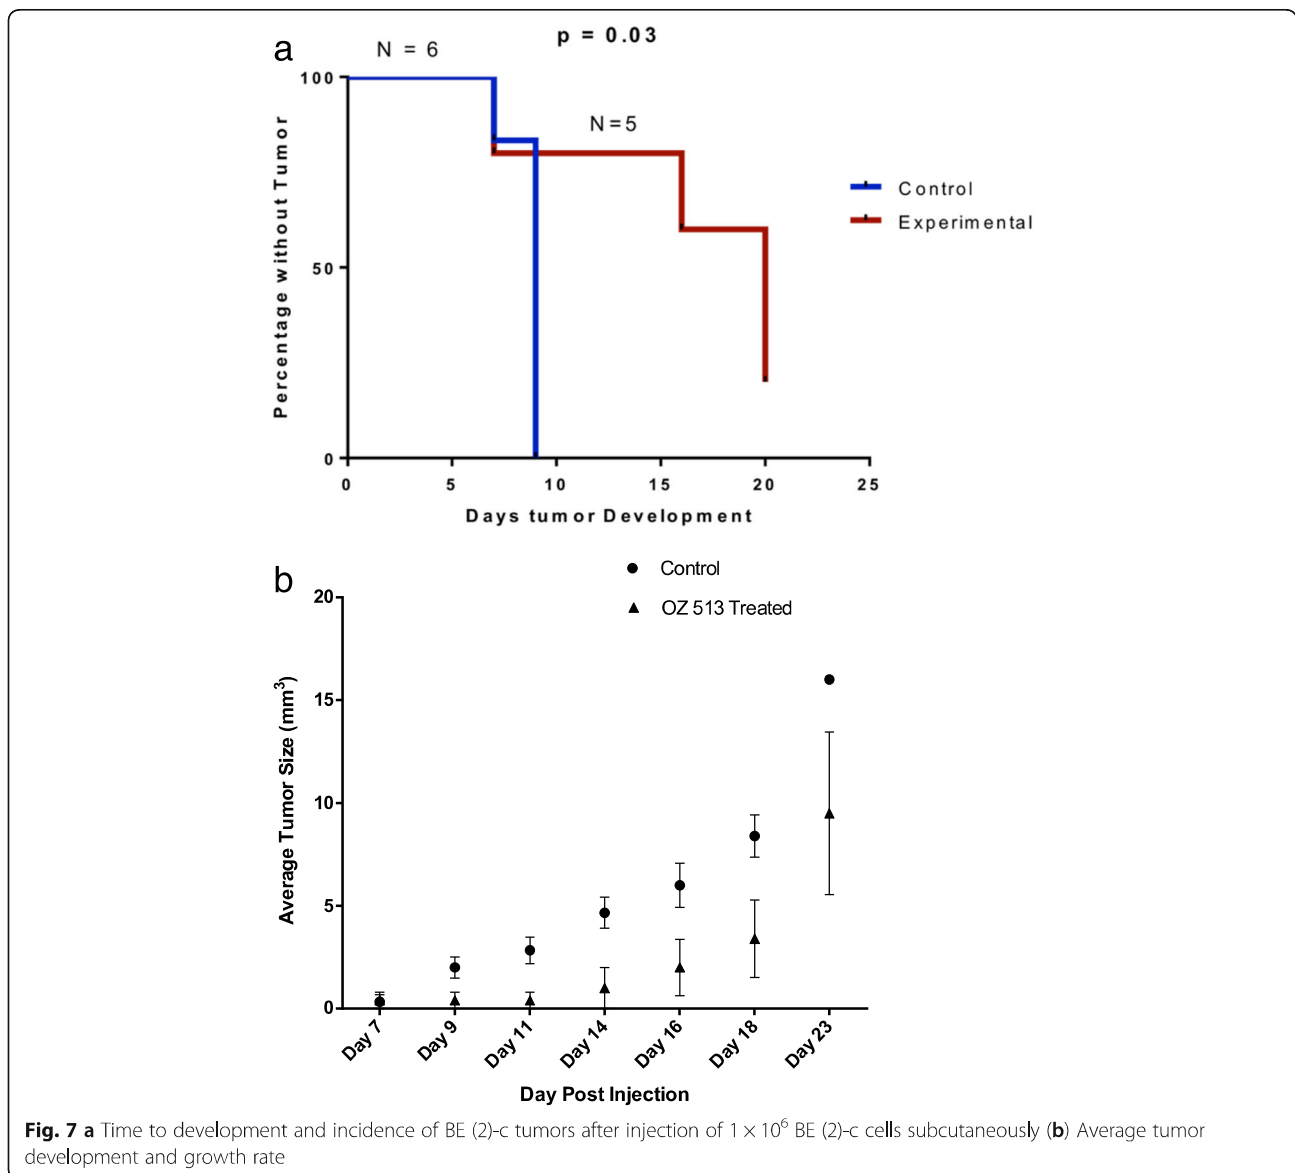 a
N = 6
p = 0.03
100
N=5
50
0
Percentage without Tumor
Control
Experimental
0 5 10 15 20 25
Days tumor Development
b
Control
OZ 513 Treated
20
15
10
5
0
Average Tumor Size (mm³)
Day 7 Day 9 Day 11 Day 14 Day 16 Day 18 Day 23
Day Post Injection
Fig. 7 a Time to development and incidence of BE (2)-c tumors after injection of 1 × 10⁶ BE (2)-c cells subcutaneously (b) Average tumor
development and growth rate